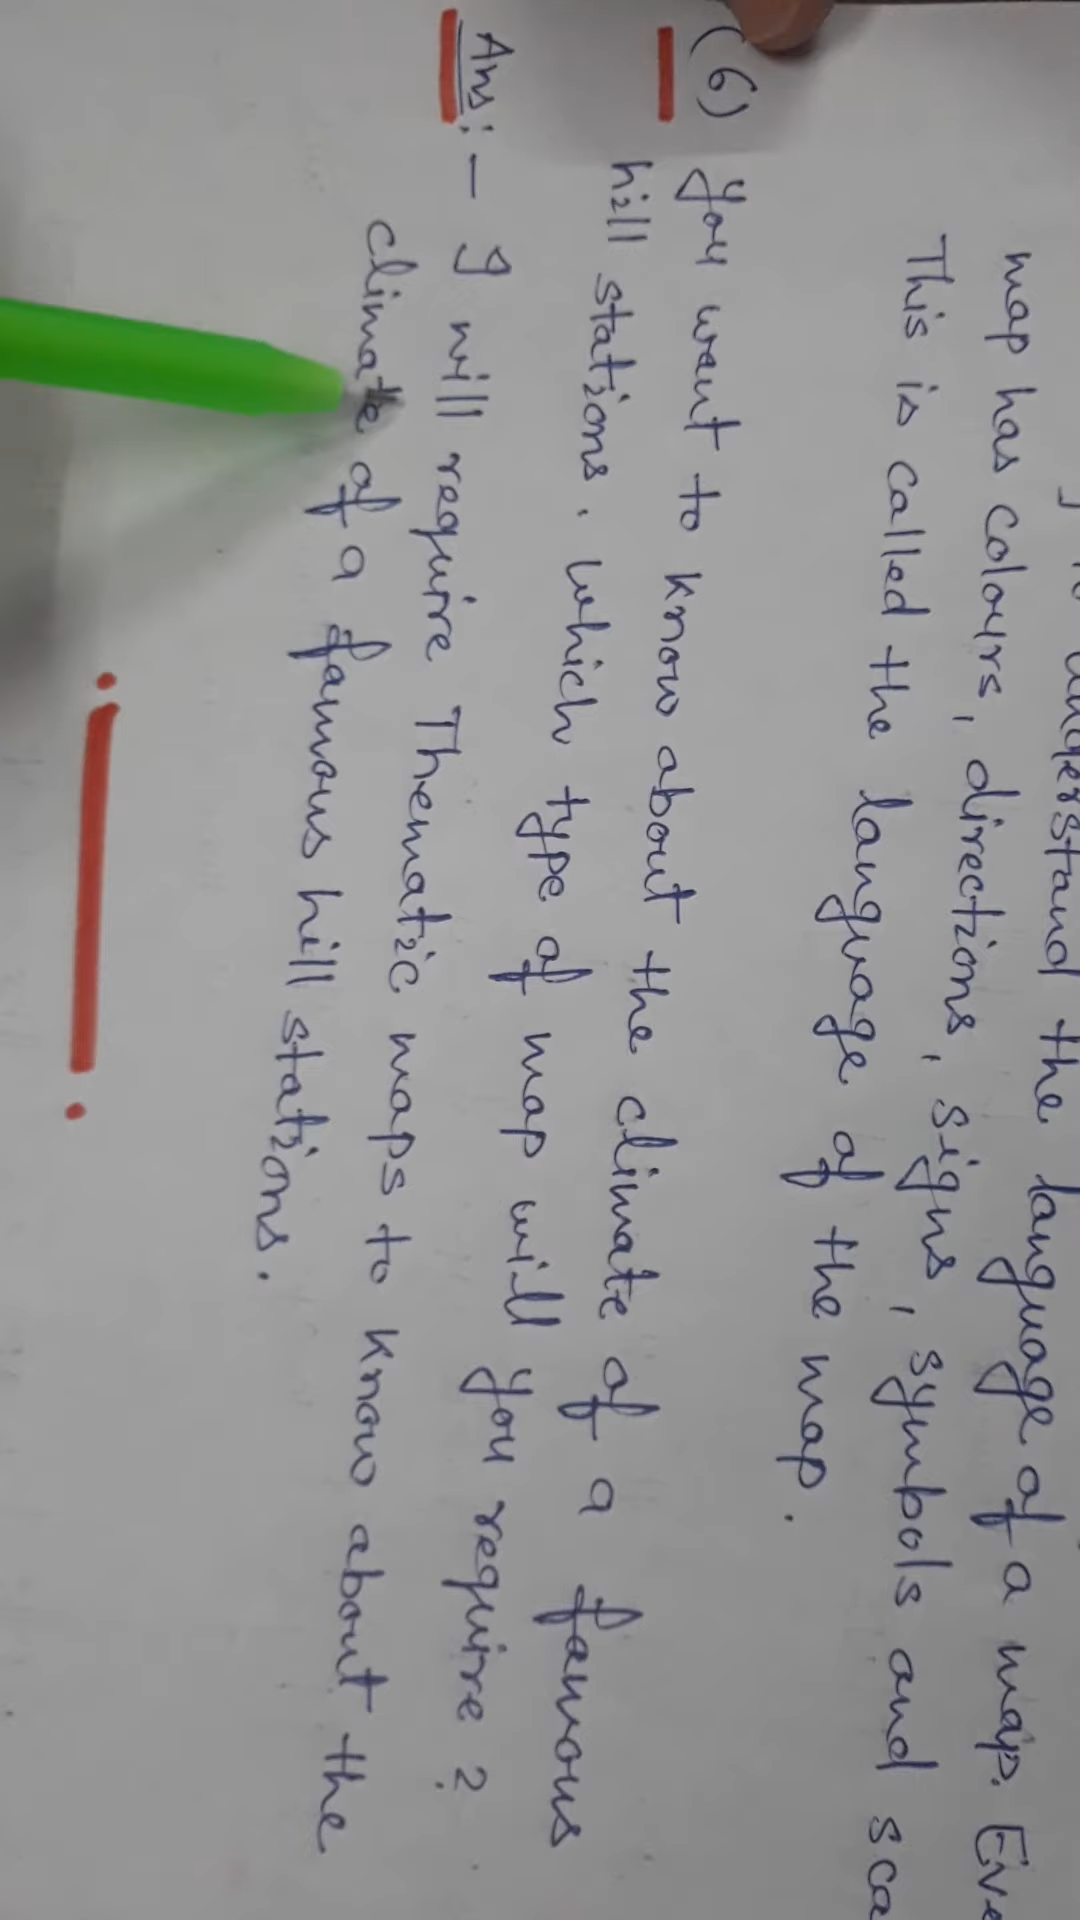 understand the language of a map. Eve
map has colours, directions, signs, symbols and sca
This is called the language of the map.
(6) You want to know about the climate of a famous
hill stations. Which type of map will you require?
Ans:- I will require Thematic maps to know about the
climate of a famous hill stations.